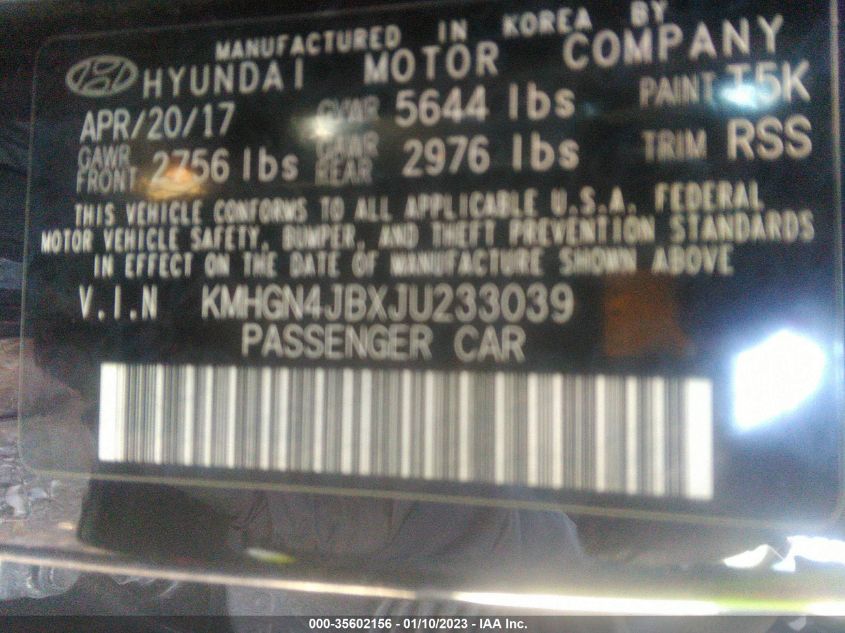 MANUFACTURED IN KOREA BY
HYUNDAI MOTOR COMPANY
APR/20/17 GVWR 5644 lbs PAINT T5K
GAWR FRONT 2756 lbs GAWR REAR 2976 lbs TRIM RSS
THIS VEHICLE CONFORMS TO ALL APPLICABLE U.S.A. FEDERAL
MOTOR VEHICLE SAFETY, BUMPER, AND THEFT PREVENTION STANDARDS
IN EFFECT ON THE DATE OF MANUFACTURE SHOWN ABOVE
V.I.N KMHGN4JBXJU233039
PASSENGER CAR
000-35602156 - 01/10/2023 - IAA Inc.